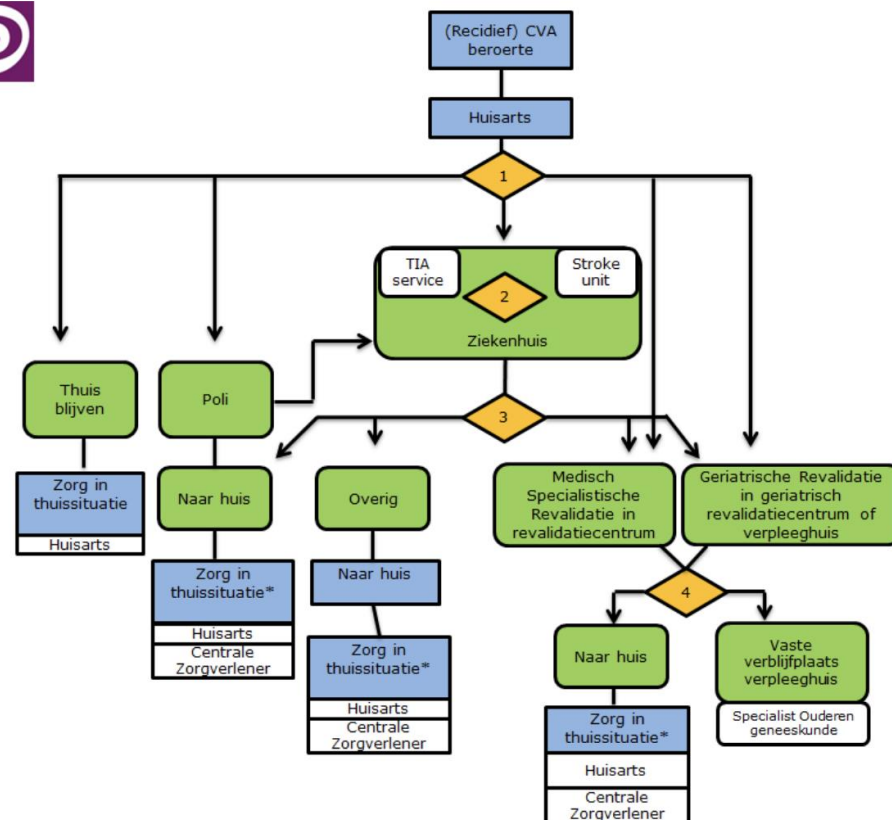 (Recidief) CVA
beroerte
Huisarts
1
TIA
service
Stroke
unit
2
Ziekenhuis
Thuis
blijven
Poli
3
Zorg in
thuissituatie
Huisarts
Naar huis
Overig
Medisch
Specialistische
Revalidatie in
revalidatiecentrum
Geriatrische Revalidatie
in geriatrisch
revalidatiecentrum of
verpleeghuis
Zorg in
thuissituatie*
Huisarts
Centrale
Zorgverlener
Naar huis
4
Zorg in
thuissituatie*
Huisarts
Centrale
Zorgverlener
Naar huis
Vaste
verblijfplaats
verpleeghuis
Specialist Ouderen
geneeskunde
Zorg in
thuissituatie*
Huisarts
Centrale
Zorgverlener